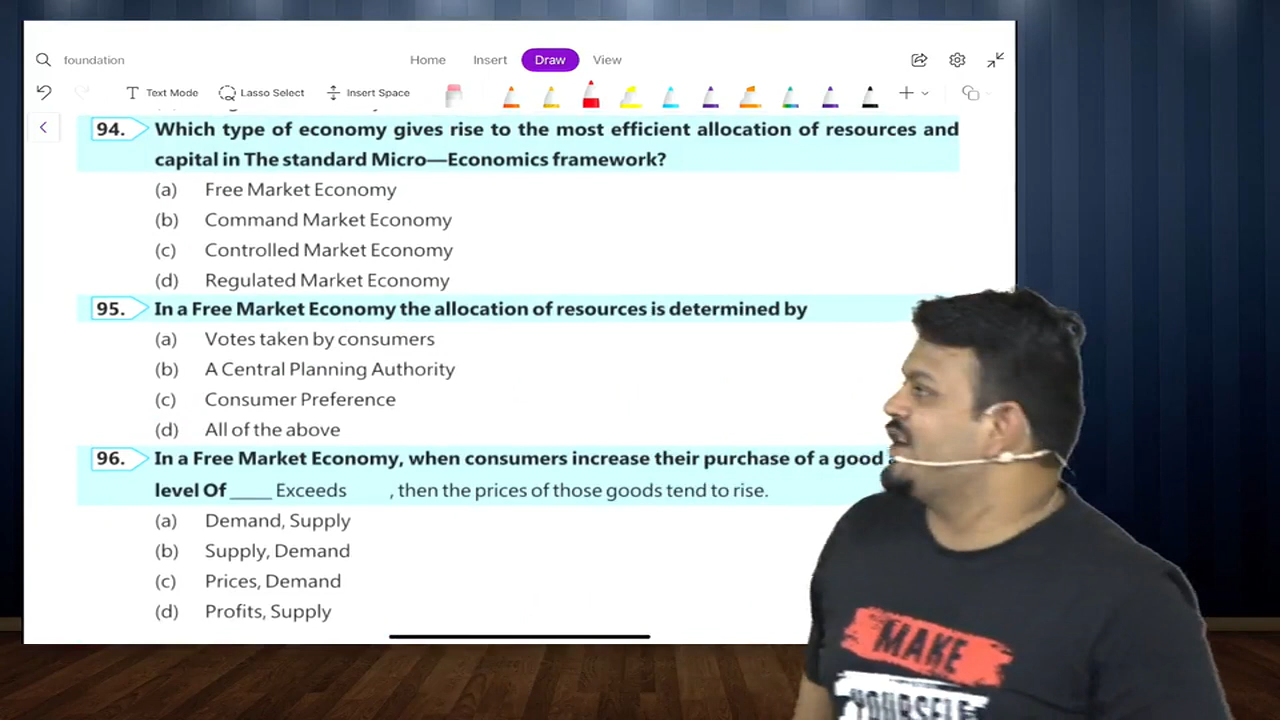 foundation
Home Insert Draw View
Text Mode Lasso Select Insert Space
94. Which type of economy gives rise to the most efficient allocation of resources and
capital in The standard Micro—Economics framework?
(a) Free Market Economy
(b) Command Market Economy
(c) Controlled Market Economy
(d) Regulated Market Economy
95. In a Free Market Economy the allocation of resources is determined by
(a) Votes taken by consumers
(b) A Central Planning Authority
(c) Consumer Preference
(d) All of the above
96. In a Free Market Economy, when consumers increase their purchase of a good
level Of ____ Exceeds , then the prices of those goods tend to rise.
(a) Demand, Supply
(b) Supply, Demand
(c) Prices, Demand
(d) Profits, Supply
MAKE
YOURSELF